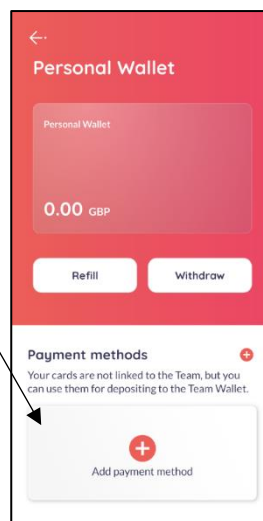 Personal Wallet
Personal Wallet
0.00 GBP
Refill Withdraw
Payment methods
Your cards are not linked to the Team, but you
can use them for depositing to the Team Wallet.
Add payment method